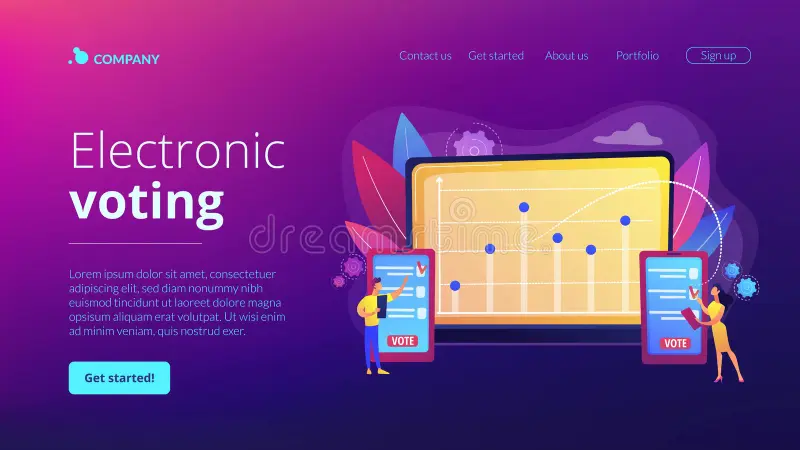 COMPANY
Contact us
Get started
About us
Portfolio
Sign up
Electronic
voting
Lorem ipsum dolor sit amet, consectetuer
adipiscing elit, sed diam nonummy nibh
euismod tincidunt ut laoreet dolore magna
aliquam erat volutpat. Ut wisi enim
ad minim veniam, quis nostrud exer.
Get started!
VOTE
VOTE
dreamstime